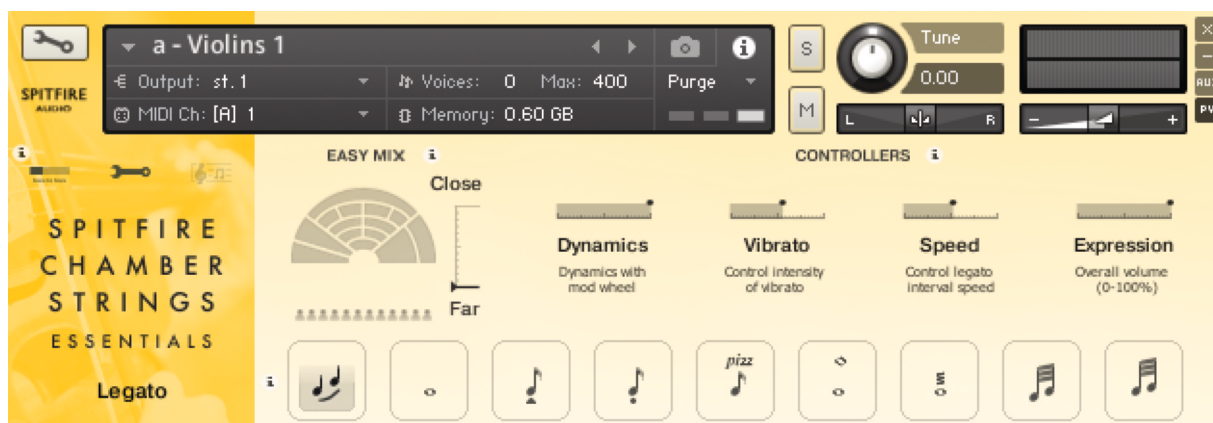 a - Violins 1
S
Tune
SPITFIRE
AUDIO
Output: st. 1
Voices: 0 Max: 400
Purge
0.00
AUX
MIDI Ch: [A] 1
Memory: 0.60 GB
M
L
R
- +
EASY MIX
CONTROLLERS
Close
SPITFIRE
CHAMBER
STRINGS
ESSENTIALS
Legato
Dynamics
Dynamics with
mod wheel
Vibrato
Control intensity
of vibrato
Speed
Control legato
interval speed
Expression
Overall volume
(0-100%)
Far
pizz